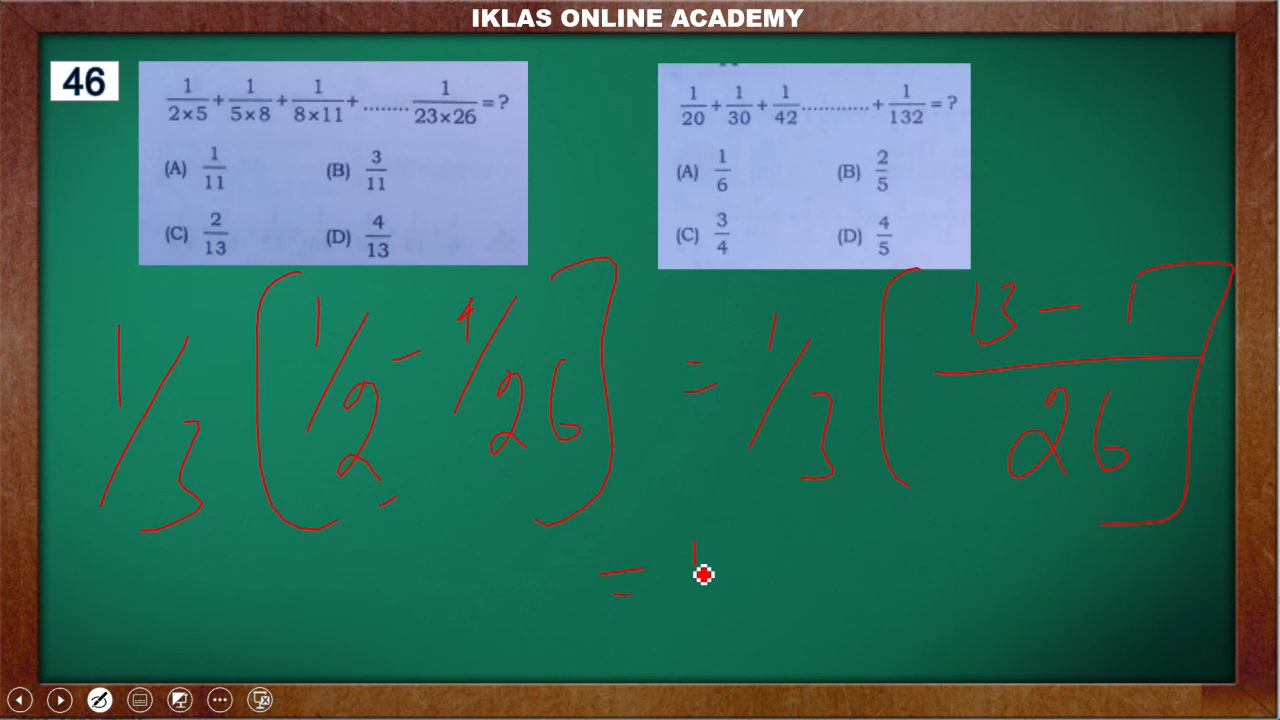 IKLAS ONLINE ACADEMY
46
1/(2×5) + 1/(5×8) + 1/(8×11) + ........ 1/(23×26) = ?
(A) 1/11 (B) 3/11
(C) 2/13 (D) 4/13
1/20 + 1/30 + 1/42 ............ + 1/132 = ?
(A) 1/6 (B) 2/5
(C) 3/4 (D) 4/5
1/3 [1/2 - 1/26] = 1/3 [(13 - 1)/26]
=